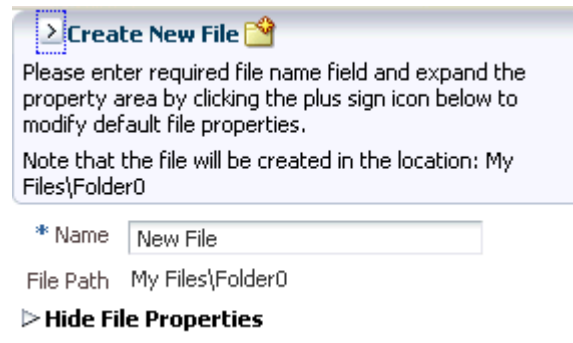 Create New File
Please enter required file name field and expand the
property area by clicking the plus sign icon below to
modify default file properties.
Note that the file will be created in the location: My
Files\Folder0
* Name New File
File Path My Files\Folder0
Hide File Properties